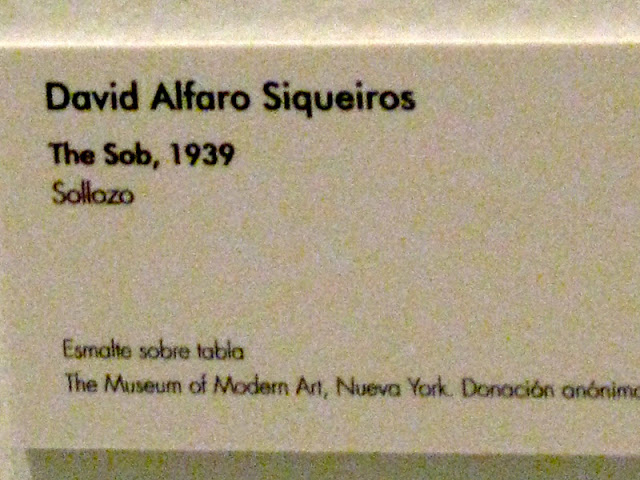 David Alfaro Siqueiros
The Sob, 1939
Sollozo
Esmalte sobre tabla
The Museum of Modern Art, Nueva York. Donación